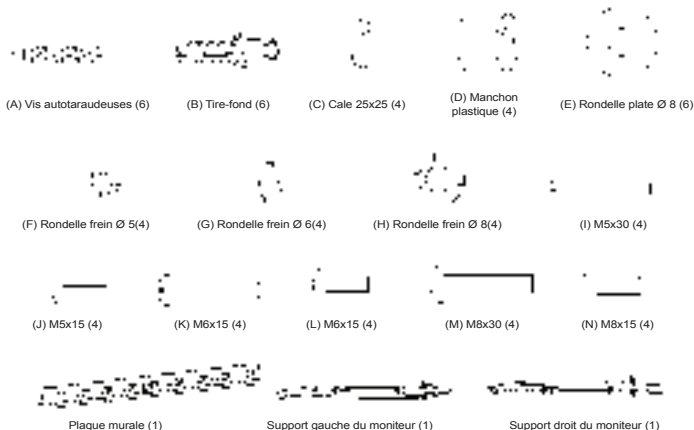 (A) Vis autotaraudeuses (6)
(B) Tire-fond (6)
(C) Cale 25x25 (4)
(D) Manchon
plastique (4)
(E) Rondelle plate Ø 8 (6)
(F) Rondelle frein Ø 5(4)
(G) Rondelle frein Ø 6(4)
(H) Rondelle frein Ø 8(4)
(I) M5x30 (4)
(J) M5x15 (4)
(K) M6x15 (4)
(L) M6x15 (4)
(M) M8x30 (4)
(N) M8x15 (4)
Plaque murale (1)
Support gauche du moniteur (1)
Support droit du moniteur (1)